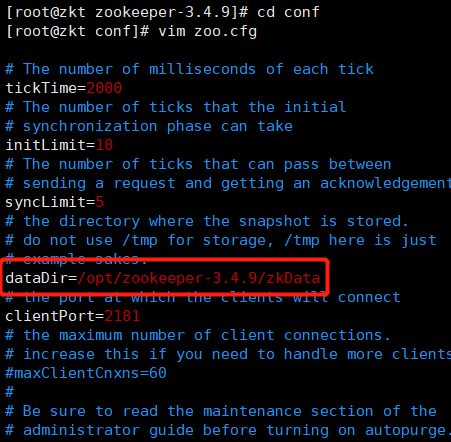 [root@zkt zookeeper-3.4.9]# cd conf
[root@zkt conf]# vim zoo.cfg
# The number of milliseconds of each tick
tickTime=2000
# The number of ticks that the initial
# synchronization phase can take
initLimit=10
# The number of ticks that can pass between
# sending a request and getting an acknowledgement
syncLimit=5
# the directory where the snapshot is stored.
# do not use /tmp for storage, /tmp here is just
# example sakes.
dataDir=/opt/zookeeper-3.4.9/zkData
# the port at which the clients will connect
clientPort=2181
# the maximum number of client connections.
# increase this if you need to handle more clients
#maxClientCnxns=60
#
# Be sure to read the maintenance section of the
# administrator guide before turning on autopurge.